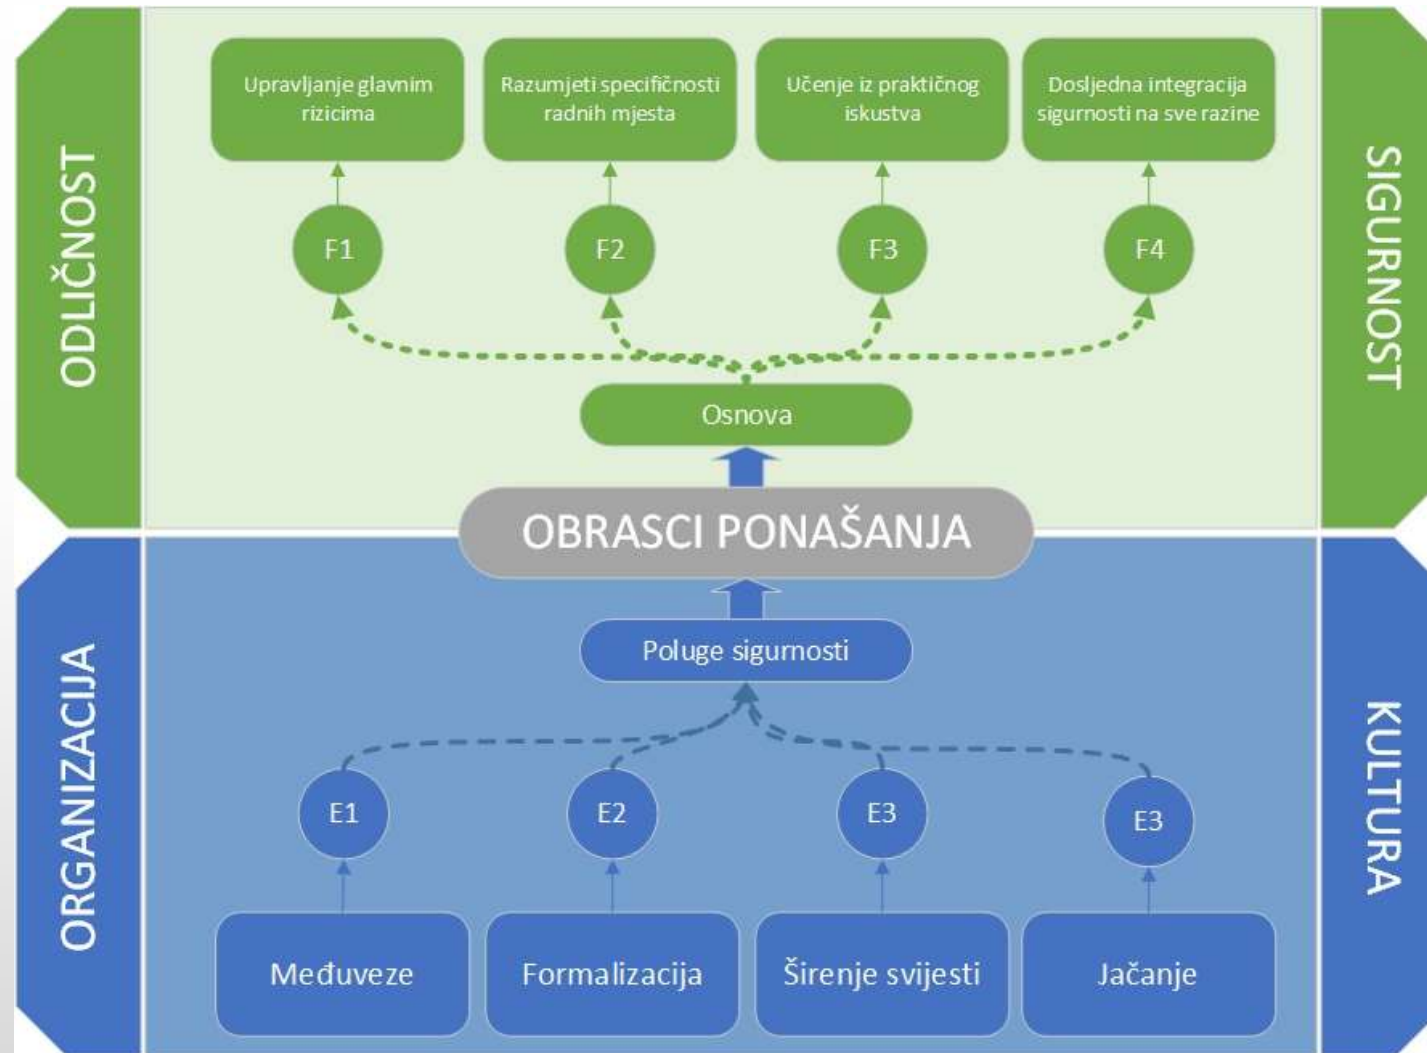 ODLIČNOST
SIGURNOST
Upravljanje glavnim
rizicima
Razumjeti specifičnosti
radnih mjesta
Učenje iz praktičnog
iskustva
Dosljedna integracija
sigurnosti na sve razine
F1
F2
F3
F4
Osnova
OBRASCI PONAŠANJA
ORGANIZACIJA
KULTURA
Poluge sigurnosti
E1
E2
E3
E3
Međuveze
Formalizacija
Širenje svijesti
Jačanje